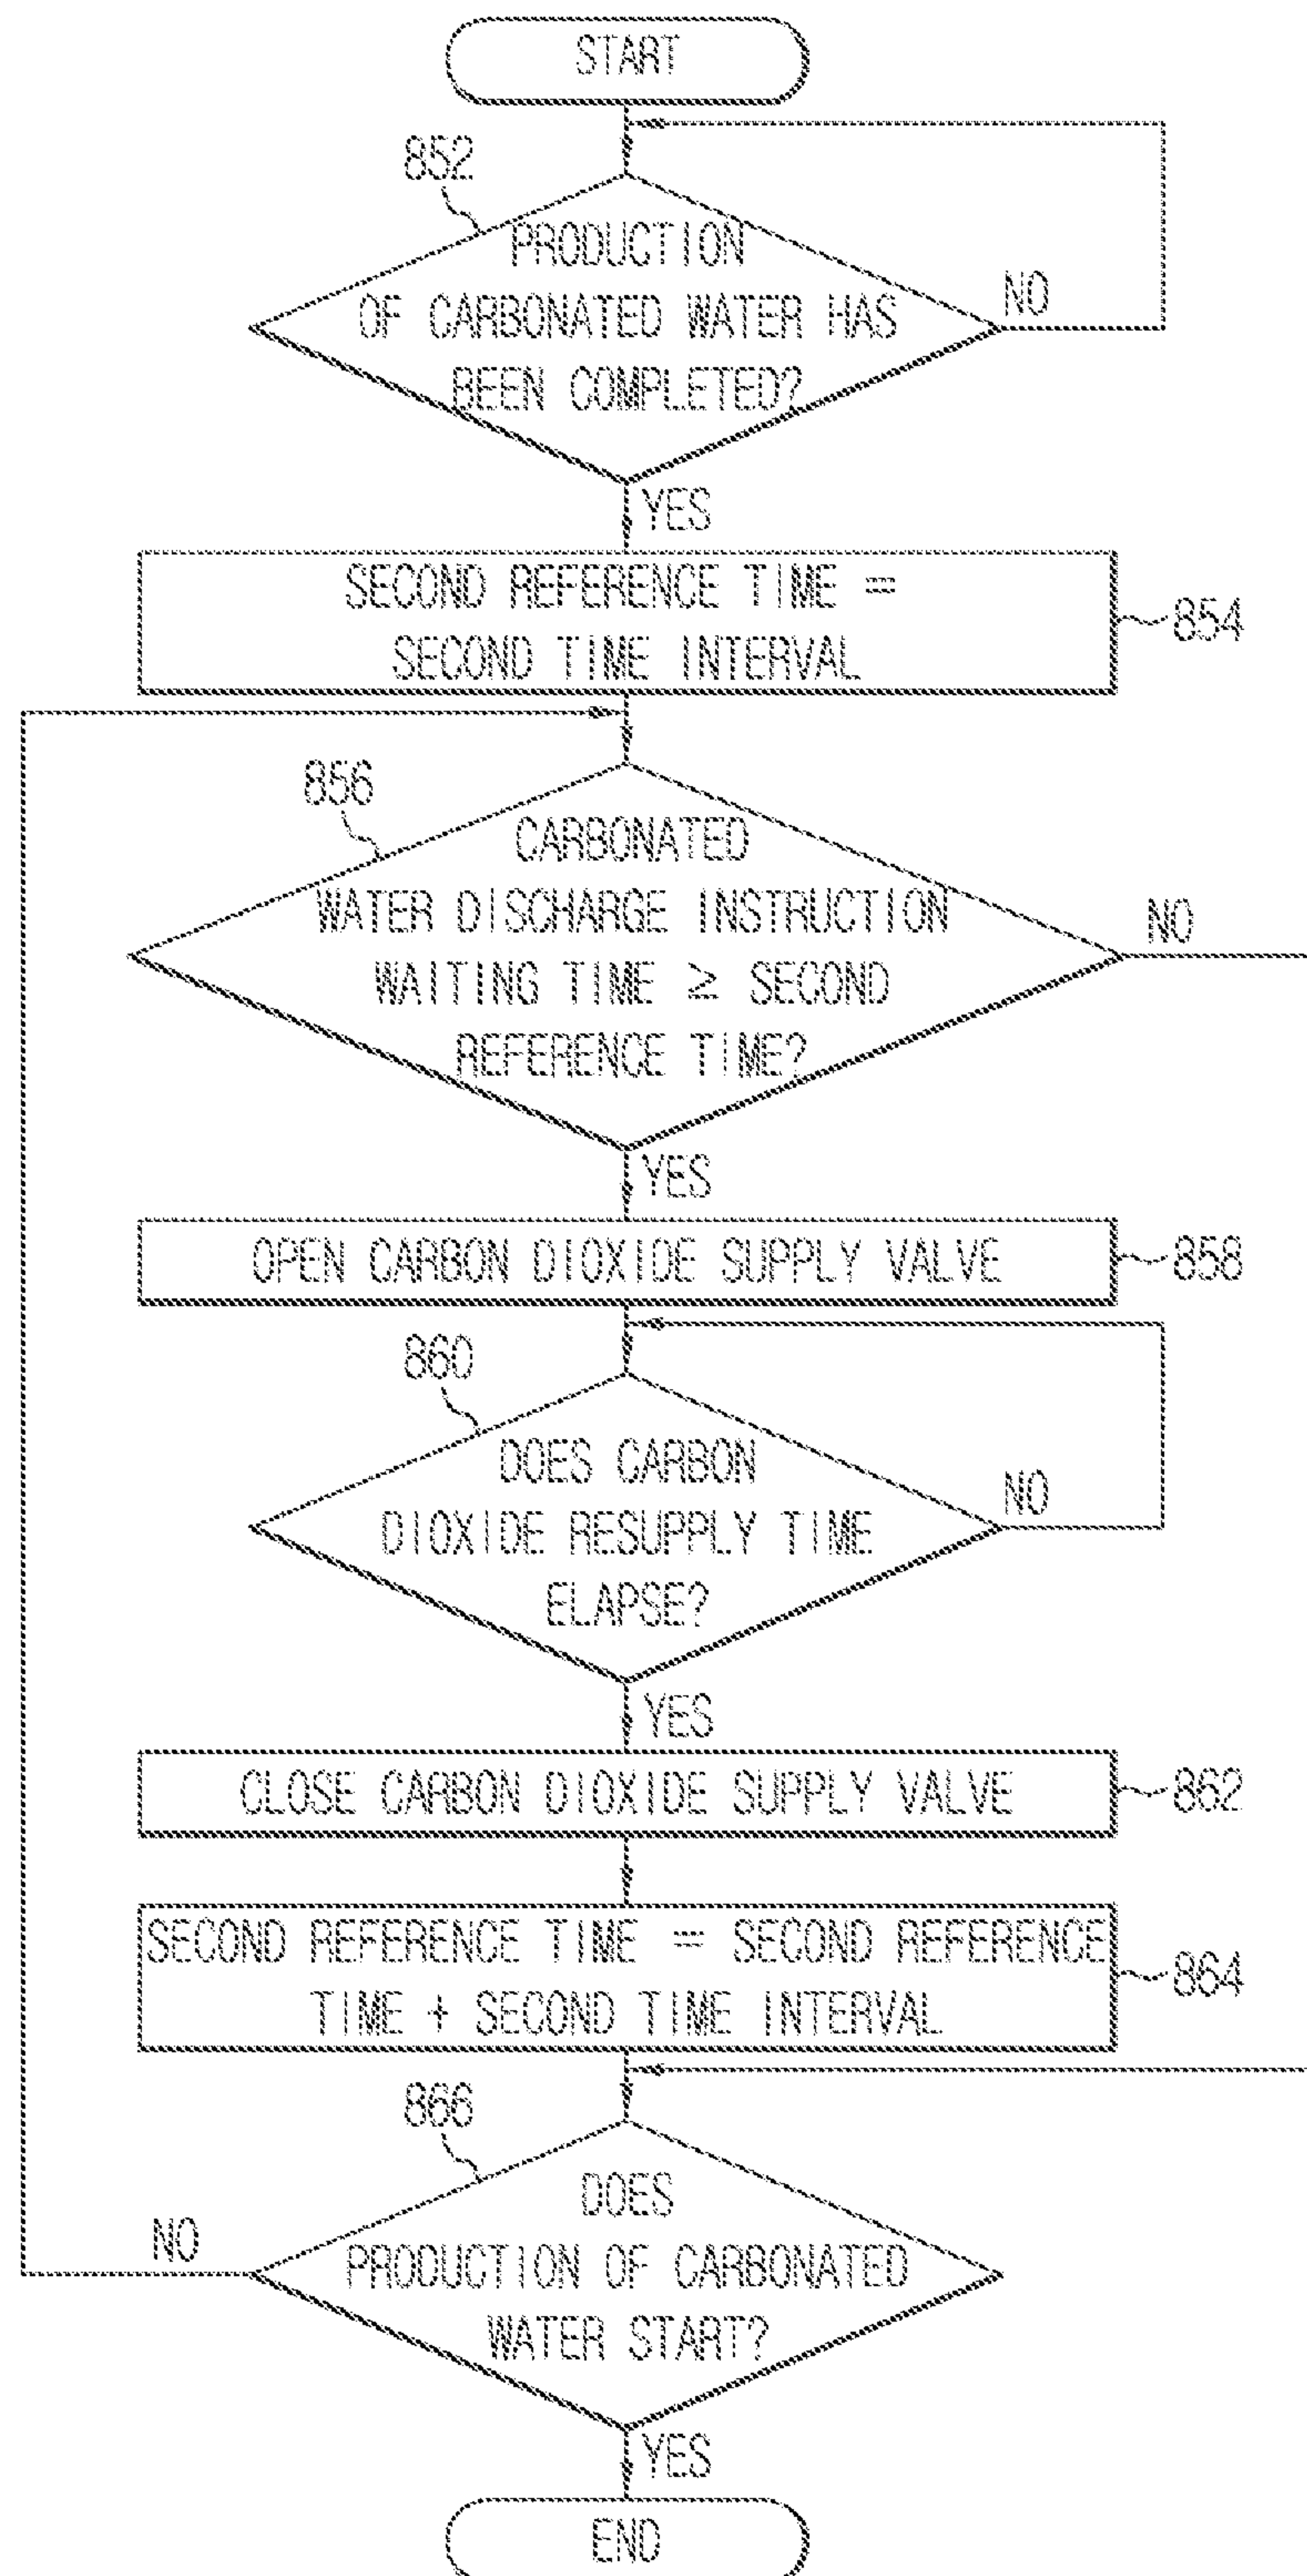 START
852
PRODUCTION
OF CARBONATED WATER HAS
BEEN COMPLETED?
NO
YES
SECOND REFERENCE TIME =
SECOND TIME INTERVAL
854
856
CARBONATED
WATER DISCHARGE INSTRUCTION
WAITING TIME ≥ SECOND
REFERENCE TIME?
NO
YES
OPEN CARBON DIOXIDE SUPPLY VALVE
858
860
DOES CARBON
DIOXIDE RESUPPLY TIME
ELAPSE?
NO
YES
CLOSE CARBON DIOXIDE SUPPLY VALVE
862
SECOND REFERENCE TIME = SECOND REFERENCE
TIME + SECOND TIME INTERVAL
864
866
DOES
PRODUCTION OF CARBONATED
WATER START?
NO
YES
END